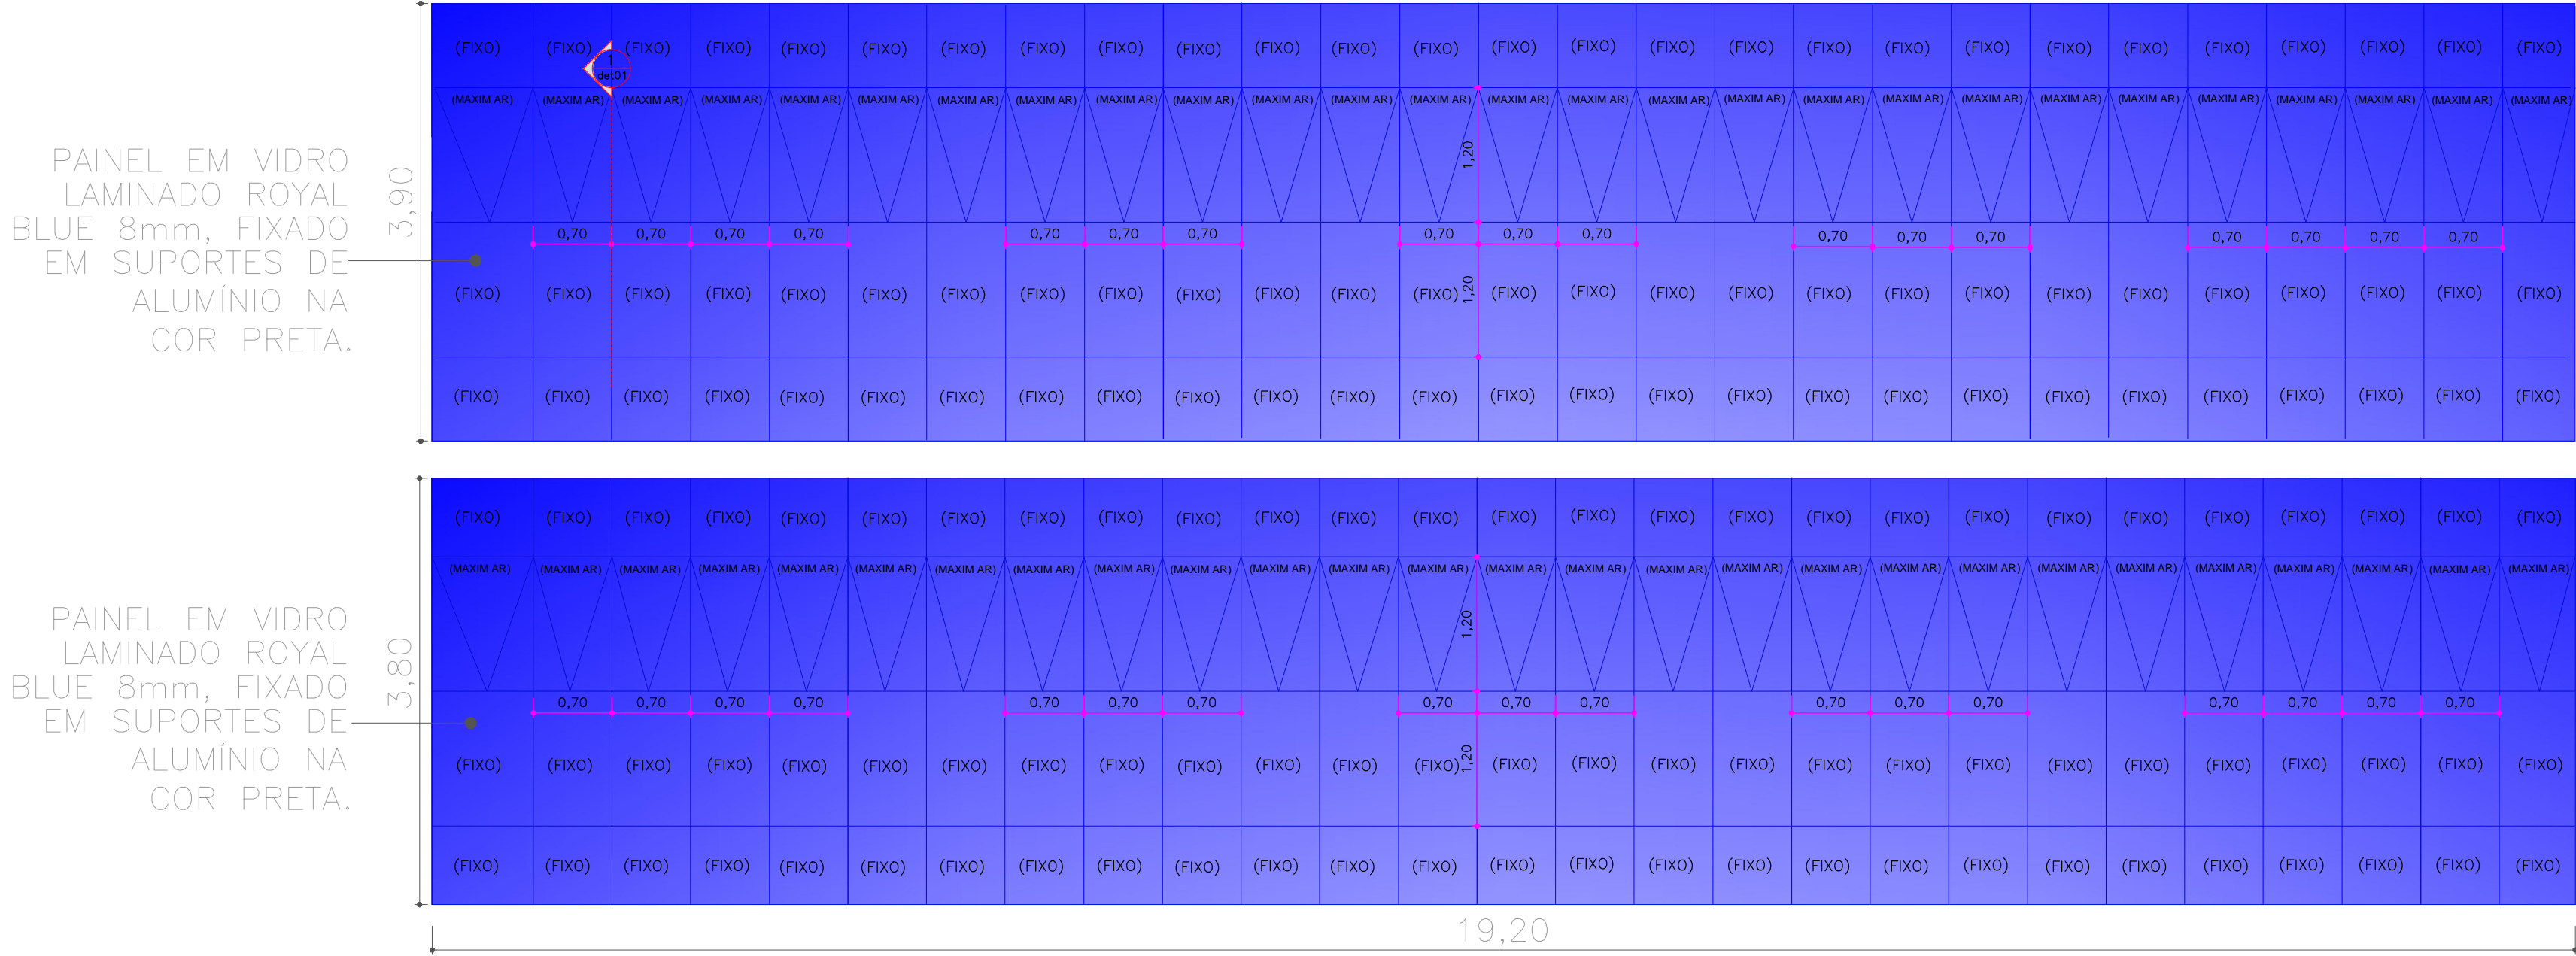 (FIXO) (FIXO) (FIXO) (FIXO) (FIXO) (FIXO) (FIXO) (FIXO) (FIXO) (FIXO) (FIXO) (FIXO) (FIXO) (FIXO) (FIXO) (FIXO) (FIXO) (FIXO) (FIXO) (FIXO) (FIXO) (FIXO) (FIXO) (FIXO) (FIXO) (FIXO) (FIXO)
1
det01
(MAXIM AR) (MAXIM AR) (MAXIM AR) (MAXIM AR) (MAXIM AR) (MAXIM AR) (MAXIM AR) (MAXIM AR) (MAXIM AR) (MAXIM AR) (MAXIM AR) (MAXIM AR) (MAXIM AR) (MAXIM AR) (MAXIM AR) (MAXIM AR) (MAXIM AR) (MAXIM AR) (MAXIM AR) (MAXIM AR) (MAXIM AR) (MAXIM AR) (MAXIM AR) (MAXIM AR) (MAXIM AR) (MAXIM AR) (MAXIM AR)
PAINEL EM VIDRO
LAMINADO ROYAL
BLUE 8mm, FIXADO
EM SUPORTES DE
ALUMÍNIO NA
COR PRETA.
3,90
1,20
0,70 0,70 0,70 0,70 0,70 0,70 0,70 0,70 0,70 0,70 0,70 0,70 0,70 0,70 0,70 0,70 0,70
1,20
(FIXO) (FIXO) (FIXO) (FIXO) (FIXO) (FIXO) (FIXO) (FIXO) (FIXO) (FIXO) (FIXO) (FIXO) (FIXO) (FIXO) (FIXO) (FIXO) (FIXO) (FIXO) (FIXO) (FIXO) (FIXO) (FIXO) (FIXO) (FIXO) (FIXO) (FIXO) (FIXO)
(FIXO) (FIXO) (FIXO) (FIXO) (FIXO) (FIXO) (FIXO) (FIXO) (FIXO) (FIXO) (FIXO) (FIXO) (FIXO) (FIXO) (FIXO) (FIXO) (FIXO) (FIXO) (FIXO) (FIXO) (FIXO) (FIXO) (FIXO) (FIXO) (FIXO) (FIXO) (FIXO)
(FIXO) (FIXO) (FIXO) (FIXO) (FIXO) (FIXO) (FIXO) (FIXO) (FIXO) (FIXO) (FIXO) (FIXO) (FIXO) (FIXO) (FIXO) (FIXO) (FIXO) (FIXO) (FIXO) (FIXO) (FIXO) (FIXO) (FIXO) (FIXO) (FIXO) (FIXO) (FIXO)
(MAXIM AR) (MAXIM AR) (MAXIM AR) (MAXIM AR) (MAXIM AR) (MAXIM AR) (MAXIM AR) (MAXIM AR) (MAXIM AR) (MAXIM AR) (MAXIM AR) (MAXIM AR) (MAXIM AR) (MAXIM AR) (MAXIM AR) (MAXIM AR) (MAXIM AR) (MAXIM AR) (MAXIM AR) (MAXIM AR) (MAXIM AR) (MAXIM AR) (MAXIM AR) (MAXIM AR) (MAXIM AR) (MAXIM AR) (MAXIM AR)
PAINEL EM VIDRO
LAMINADO ROYAL
BLUE 8mm, FIXADO
EM SUPORTES DE
ALUMÍNIO NA
COR PRETA.
3,80
1,20
0,70 0,70 0,70 0,70 0,70 0,70 0,70 0,70 0,70 0,70 0,70 0,70 0,70 0,70 0,70 0,70 0,70
1,20
(FIXO) (FIXO) (FIXO) (FIXO) (FIXO) (FIXO) (FIXO) (FIXO) (FIXO) (FIXO) (FIXO) (FIXO) (FIXO) (FIXO) (FIXO) (FIXO) (FIXO) (FIXO) (FIXO) (FIXO) (FIXO) (FIXO) (FIXO) (FIXO) (FIXO) (FIXO) (FIXO)
(FIXO) (FIXO) (FIXO) (FIXO) (FIXO) (FIXO) (FIXO) (FIXO) (FIXO) (FIXO) (FIXO) (FIXO) (FIXO) (FIXO) (FIXO) (FIXO) (FIXO) (FIXO) (FIXO) (FIXO) (FIXO) (FIXO) (FIXO) (FIXO) (FIXO) (FIXO) (FIXO)
19,20